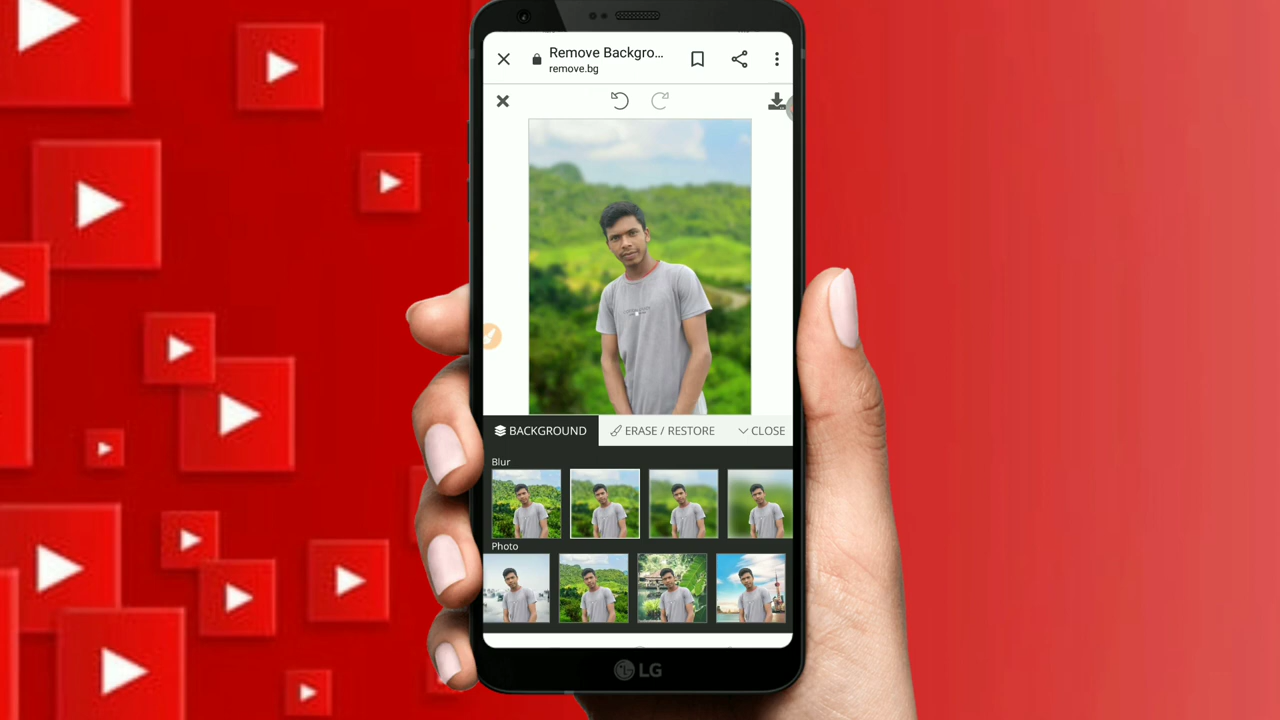 Remove Backgro...
remove.bg
BACKGROUND
ERASE / RESTORE
CLOSE
Blur
Photo
LG